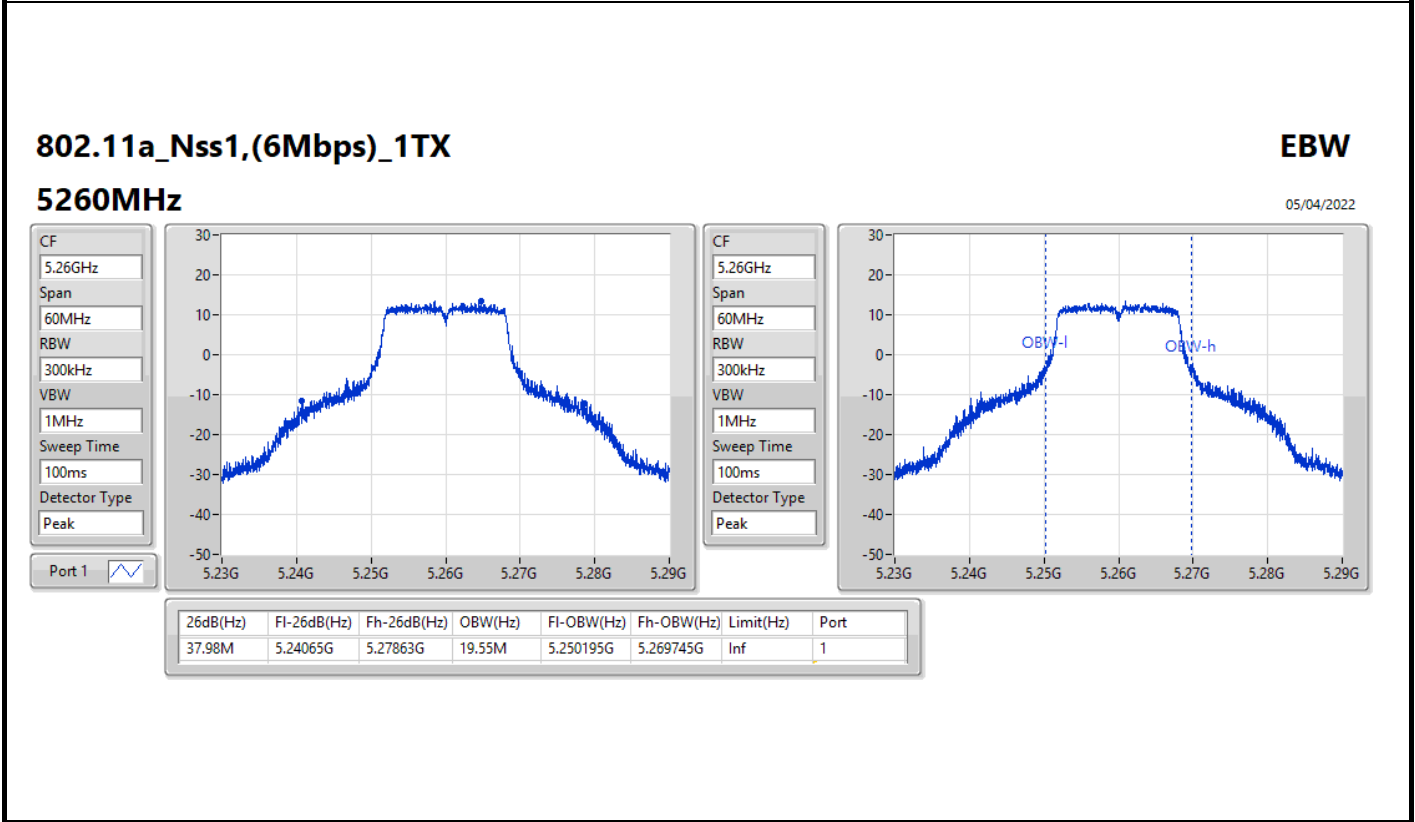 802.11a_Nss1,(6Mbps)_1TX
EBW
5260MHz
05/04/2022
CF
5.26GHz
Span
60MHz
RBW
300kHz
VBW
1MHz
Sweep Time
100ms
Detector Type
Peak
Port 1
30
20
10
0
-10
-20
-30
-40
-50
5.23G 5.24G 5.25G 5.26G 5.27G 5.28G 5.29G
CF
5.26GHz
Span
60MHz
RBW
300kHz
VBW
1MHz
Sweep Time
100ms
Detector Type
Peak
30
20
10
0
-10
-20
-30
-40
-50
OBW-l
OBW-h
5.23G 5.24G 5.25G 5.26G 5.27G 5.28G 5.29G
26dB(Hz) Fl-26dB(Hz) Fh-26dB(Hz) OBW(Hz) Fl-OBW(Hz) Fh-OBW(Hz) Limit(Hz) Port
37.98M 5.24065G 5.27863G 19.55M 5.250195G 5.269745G Inf 1